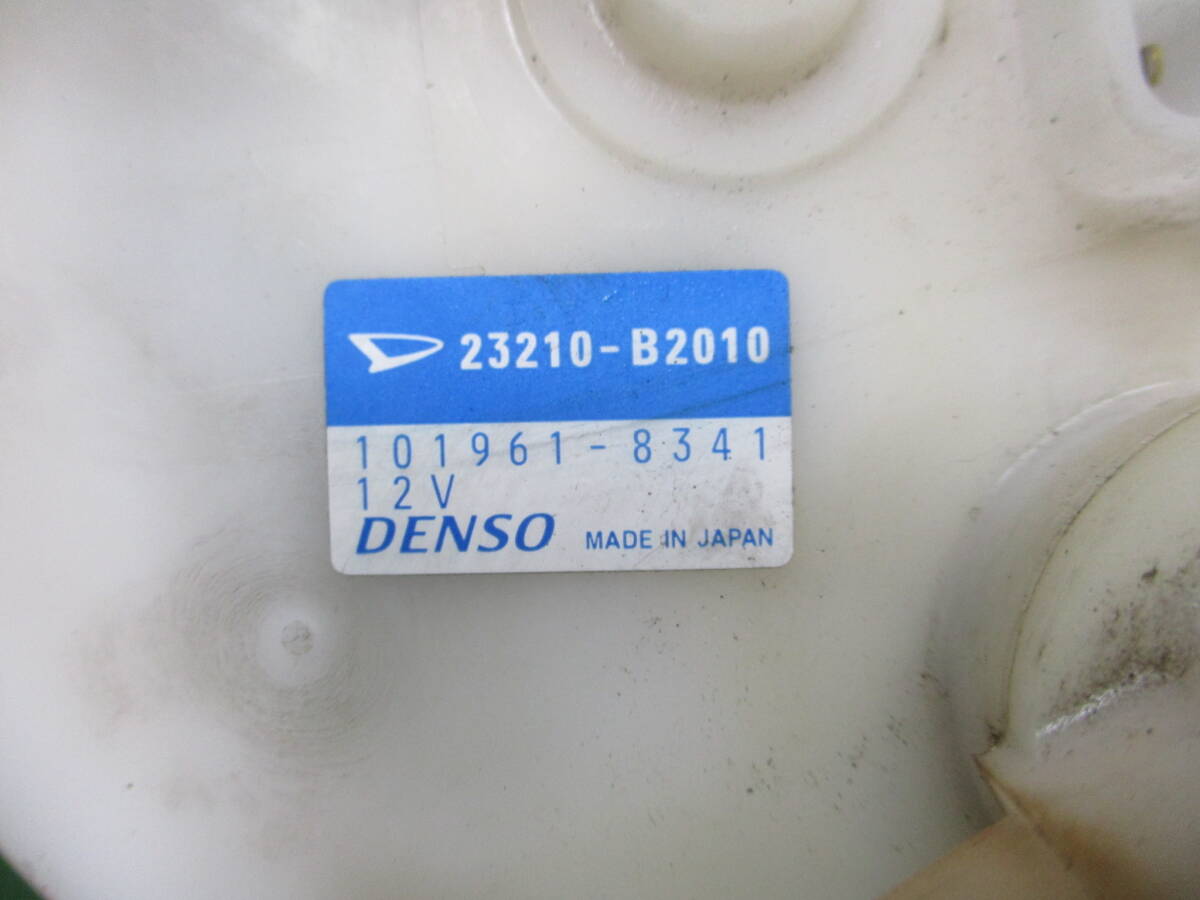 23210-B2010
101961-8341
12V
DENSO MADE IN JAPAN